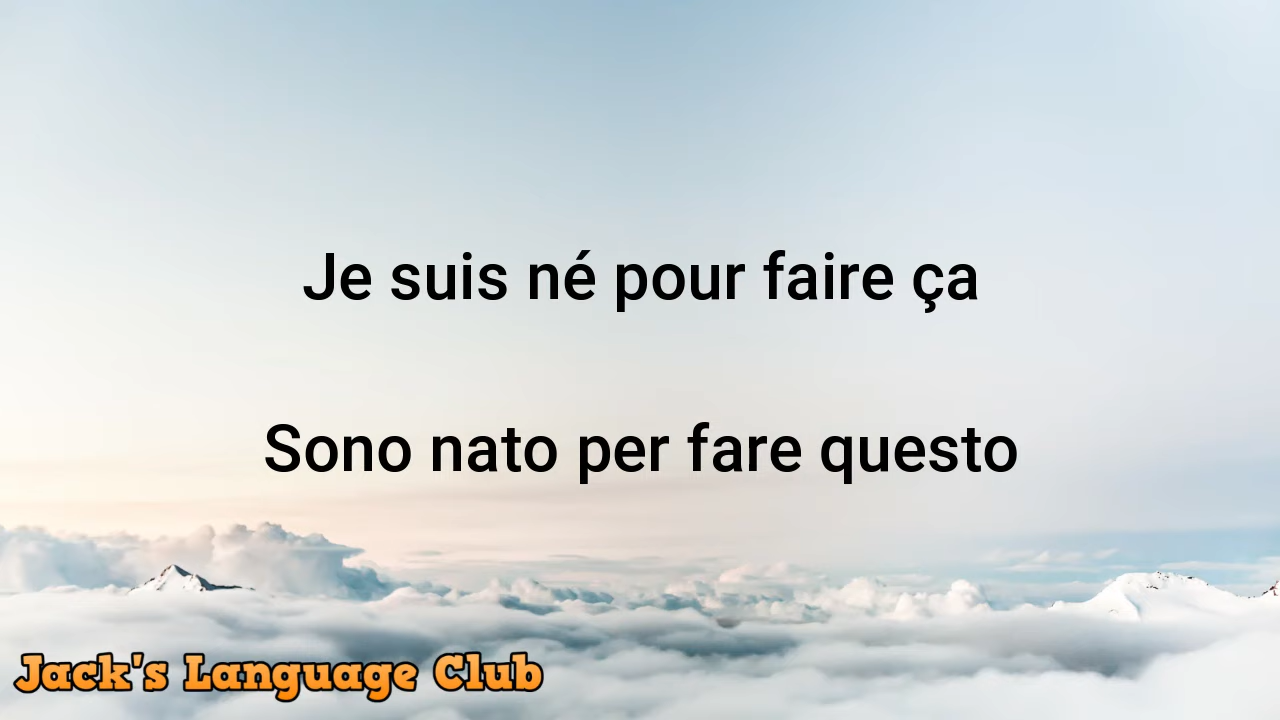 Je suis né pour faire ça
Sono nato per fare questo
Jack's Language Club